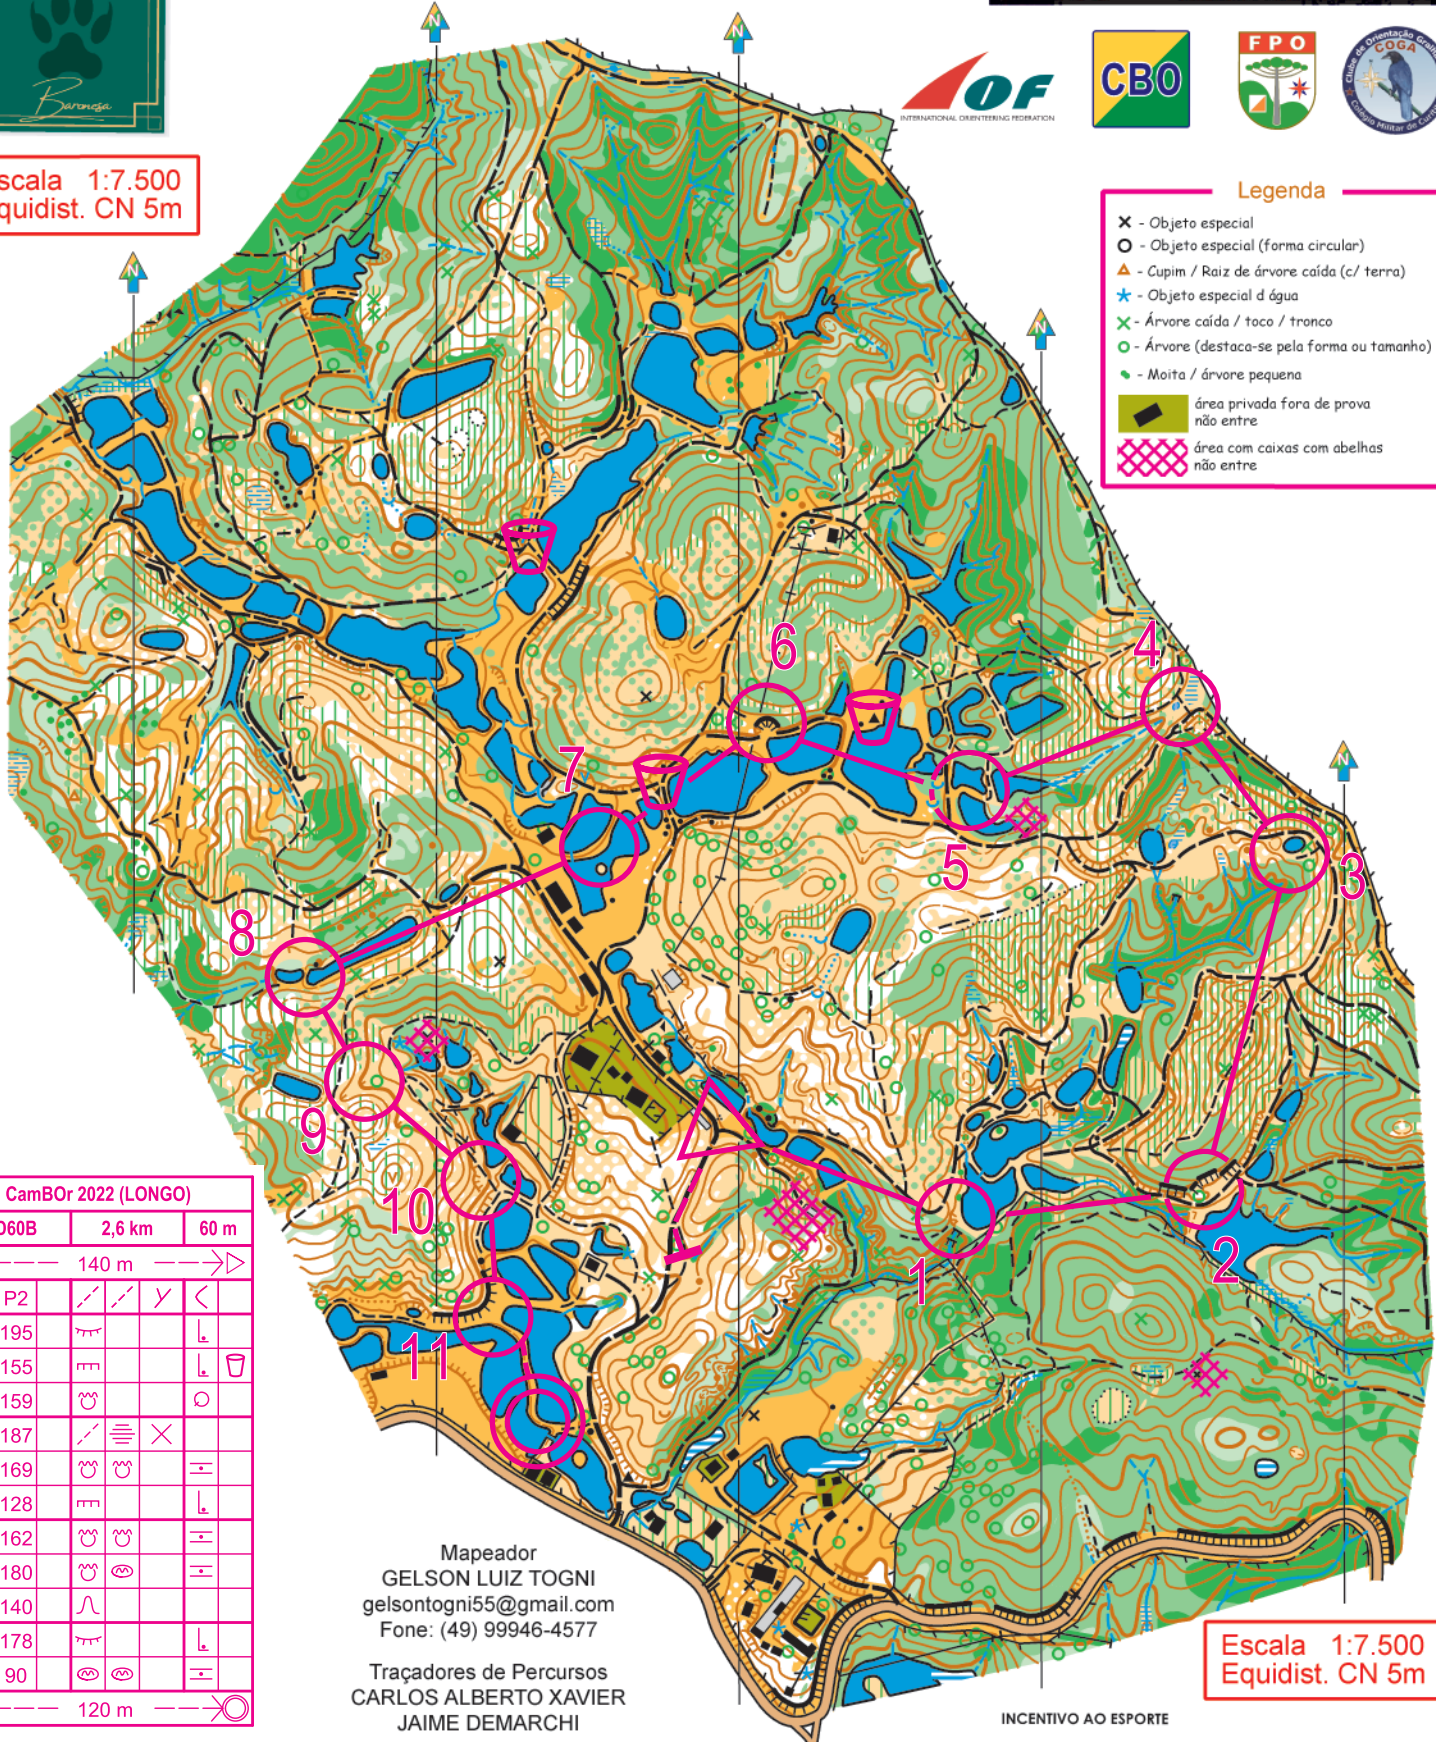 Baronesa
N
N
N
N
N
IOF
INTERNATIONAL ORIENTEERING FEDERATION
CBO
FPO
COGA
scala 1:7.500
quidist. CN 5m
Legenda
- Objeto especial
- Objeto especial (forma circular)
- Cupim / Raiz de árvore caída (c/ terra)
- Objeto especial d água
- Árvore caída / toco / tronco
- Árvore (destaca-se pela forma ou tamanho)
- Moita / árvore pequena
área privada fora de prova
não entre
área com caixas com abelhas
não entre
6
4
7
5
3
8
9
10
1
2
11
CamBOr 2022 (LONGO)
D60B 2,6 km 60 m
140 m
P2
195
155
159
187
169
128
162
180
140
178
90
120 m
Mapeador
GELSON LUIZ TOGNI
gelsontogni55@gmail.com
Fone: (49) 99946-4577
Traçadores de Percursos
CARLOS ALBERTO XAVIER
JAIME DEMARCHI
Escala 1:7.500
Equidist. CN 5m
INCENTIVO AO ESPORTE